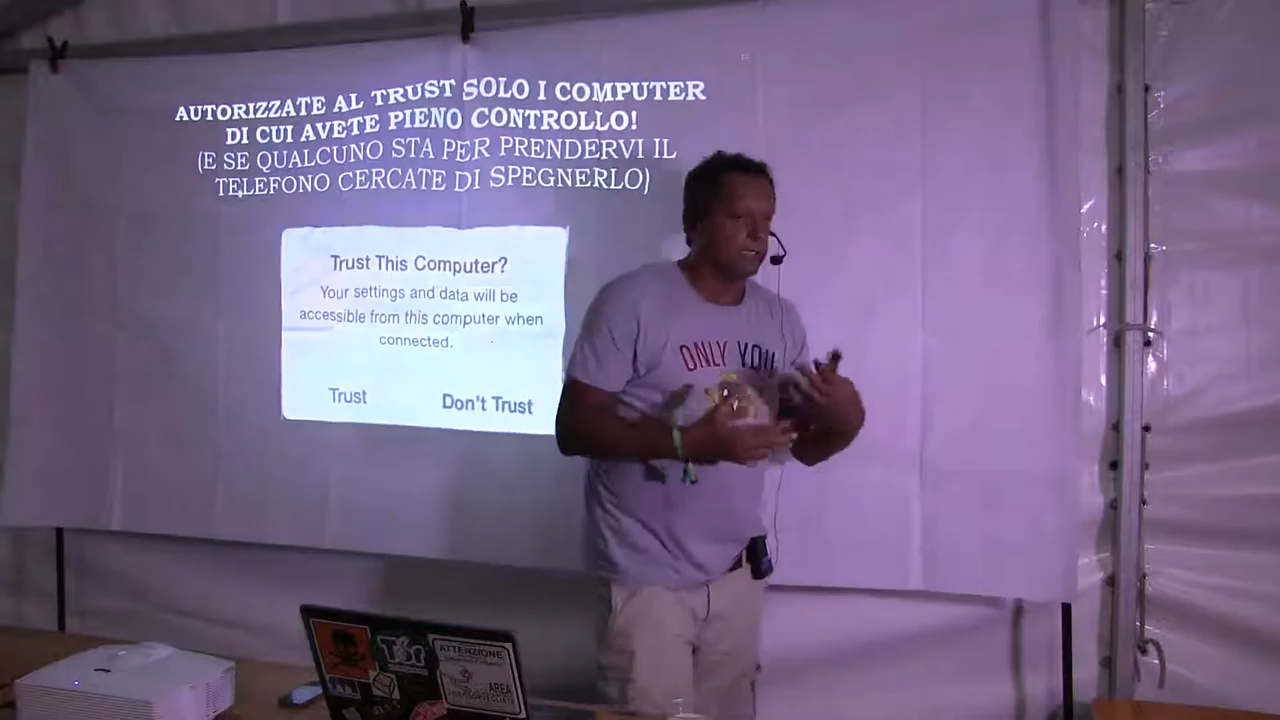 AUTORIZZATE AL TRUST SOLO I COMPUTER
DI CUI AVETE PIENO CONTROLLO!
(E SE QUALCUNO STA PER PRENDERVI IL
TELEFONO CERCATE DI SPEGNERLO)
Trust This Computer?
Your settings and data will be
accessible from this computer when
connected.
Trust
Don't Trust
ONLY YOU
Tor
ATTENZIONE
AREA